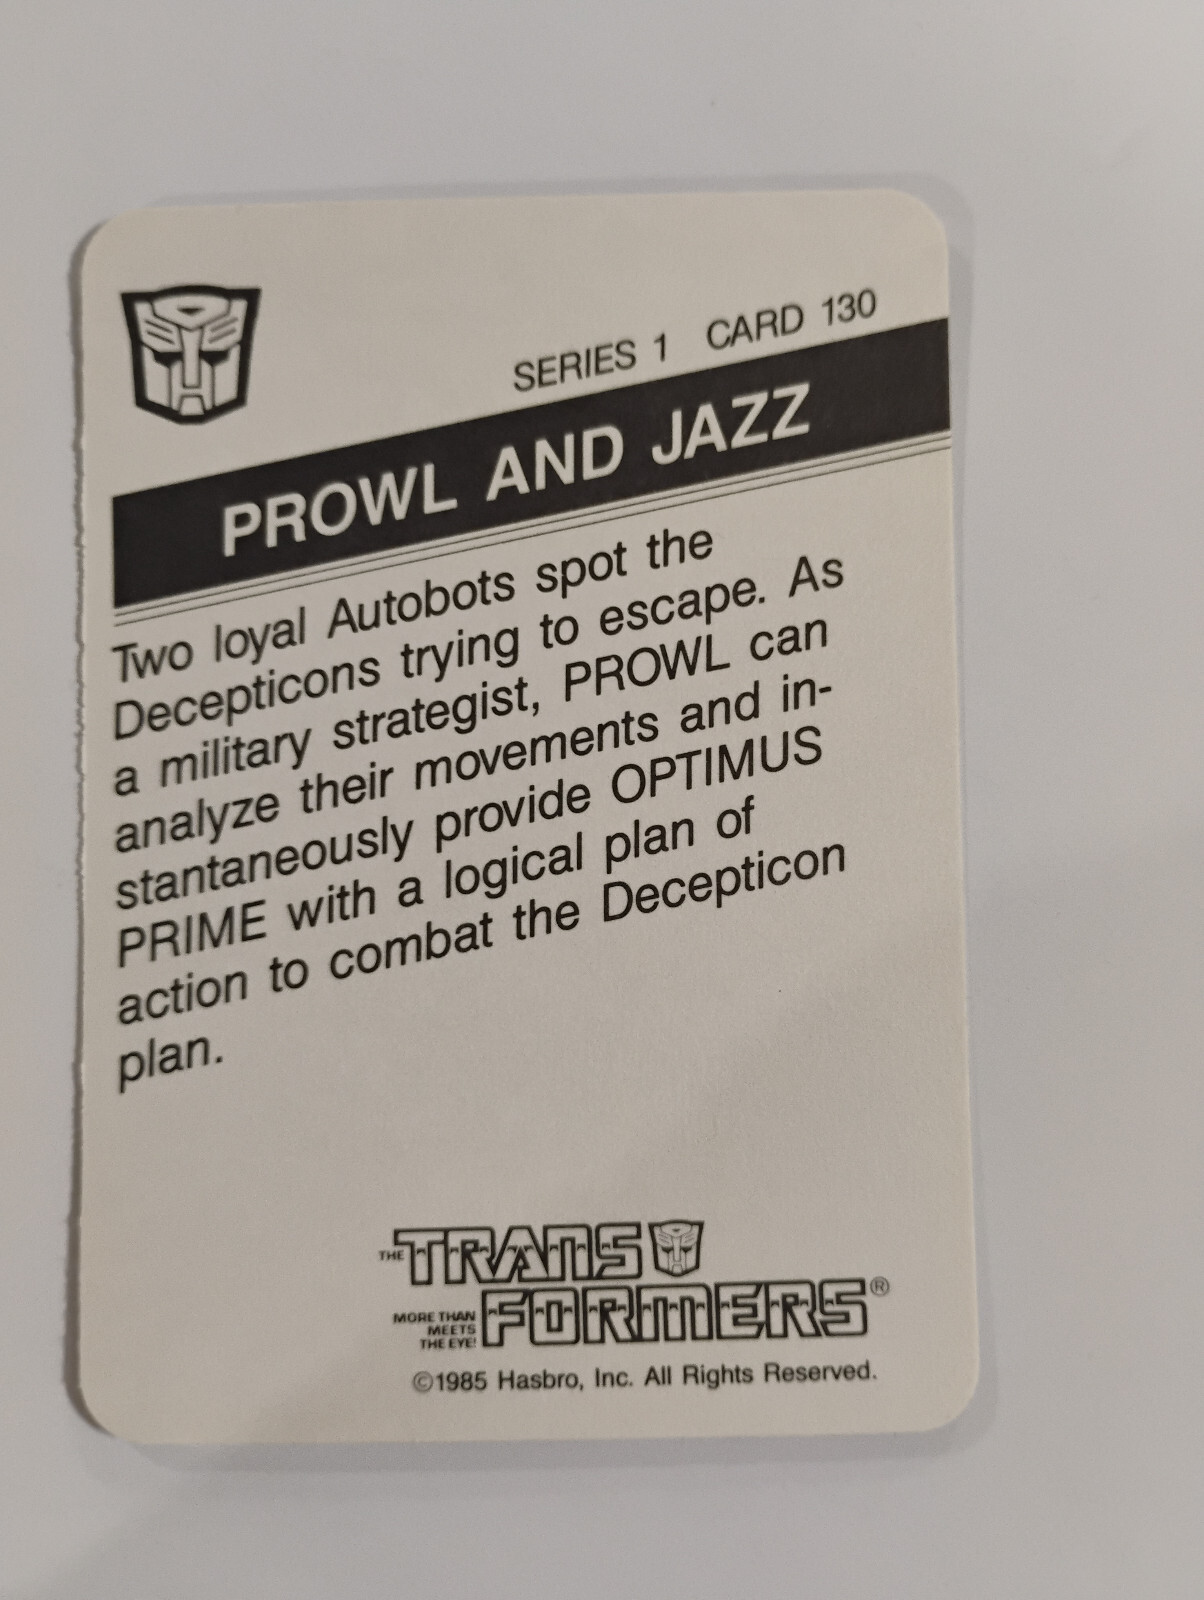 SERIES 1 CARD 130
PROWL AND JAZZ
Two loyal Autobots spot the
Decepticons trying to escape. As
a military strategist, PROWL can
analyze their movements and in-
stantaneously provide OPTIMUS
PRIME with a logical plan of
action to combat the Decepticon
plan.
THE TRANS
FORMERS®
MORE THAN
MEETS
THE EYE!
©1985 Hasbro, Inc. All Rights Reserved.